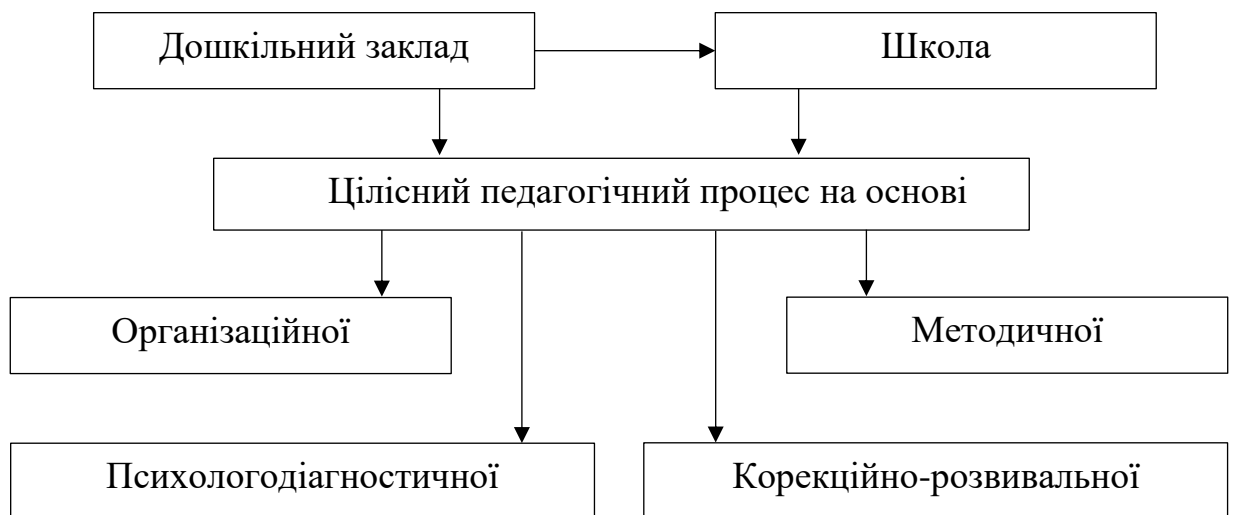 Дошкільний заклад
Школа
Цілісний педагогічний процес на основі
Організаційної
Методичної
Психологодіагностичної
Корекційно-розвивальної